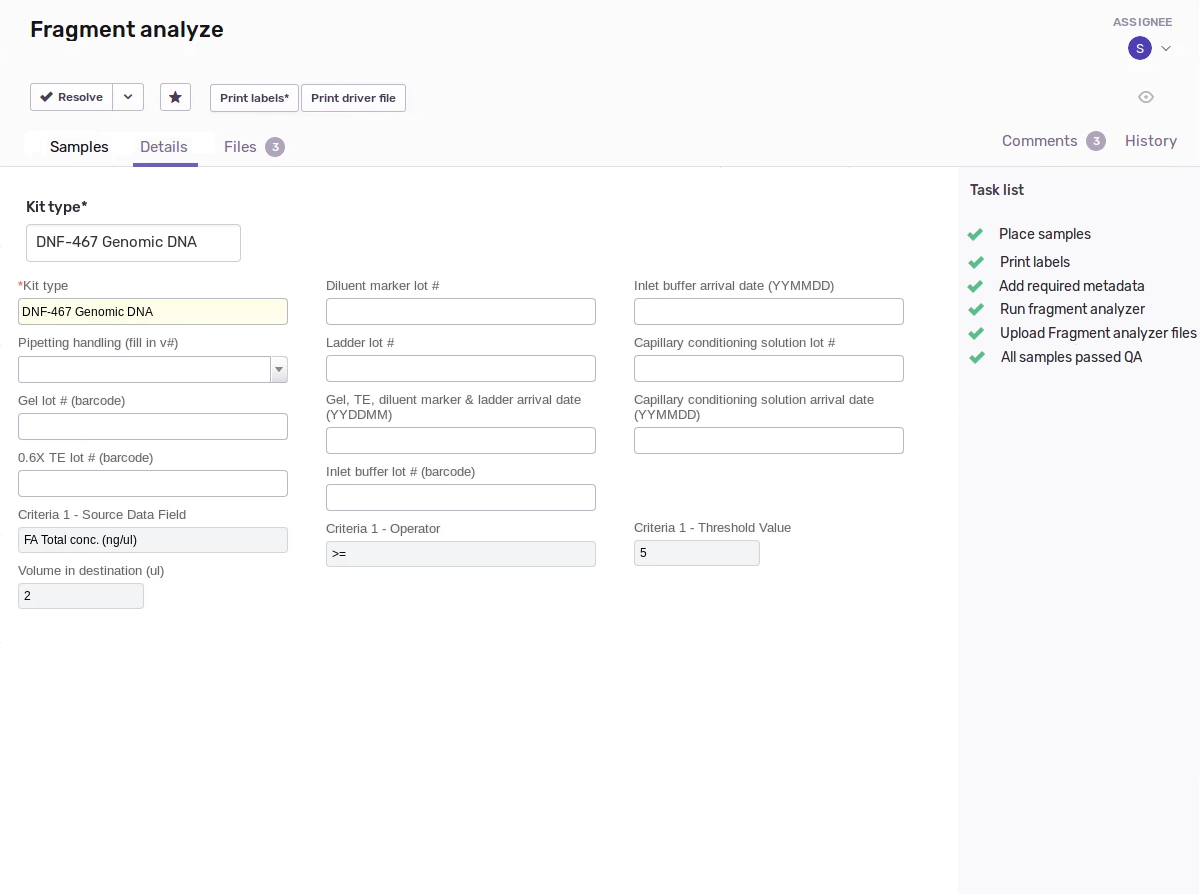 Fragment analyze
ASSIGNEE
S
Resolve
Print labels*
Print driver file
Samples
Details
Files 3
Comments 3
History
Kit type*
DNF-467 Genomic DNA
*Kit type
DNF-467 Genomic DNA
Pipetting handling (fill in v#)
Gel lot # (barcode)
0.6X TE lot # (barcode)
Criteria 1 - Source Data Field
FA Total conc. (ng/ul)
Volume in destination (ul)
2
Diluent marker lot #
Ladder lot #
Gel, TE, diluent marker & ladder arrival date
(YYDDMM)
Inlet buffer lot # (barcode)
Criteria 1 - Operator
>=
Inlet buffer arrival date (YYMMDD)
Capillary conditioning solution lot #
Capillary conditioning solution arrival date
(YYMMDD)
Criteria 1 - Threshold Value
5
Task list
Place samples
Print labels
Add required metadata
Run fragment analyzer
Upload Fragment analyzer files
All samples passed QA